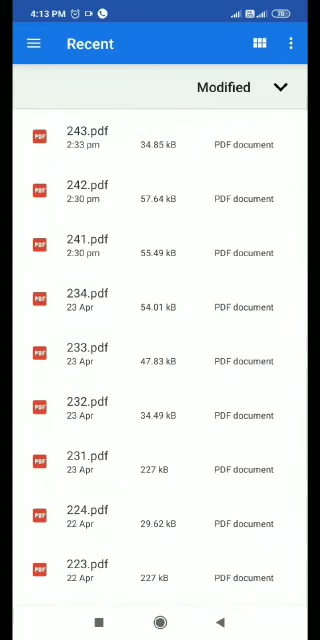 4:13 PM
70
Recent
Modified
243.pdf
2:33 pm 34.85 kB PDF document
242.pdf
2:30 pm 57.64 kB PDF document
241.pdf
2:30 pm 55.49 kB PDF document
234.pdf
23 Apr 54.01 kB PDF document
233.pdf
23 Apr 47.83 kB PDF document
232.pdf
23 Apr 34.49 kB PDF document
231.pdf
23 Apr 227 kB PDF document
224.pdf
22 Apr 29.62 kB PDF document
223.pdf
22 Apr 227 kB PDF document